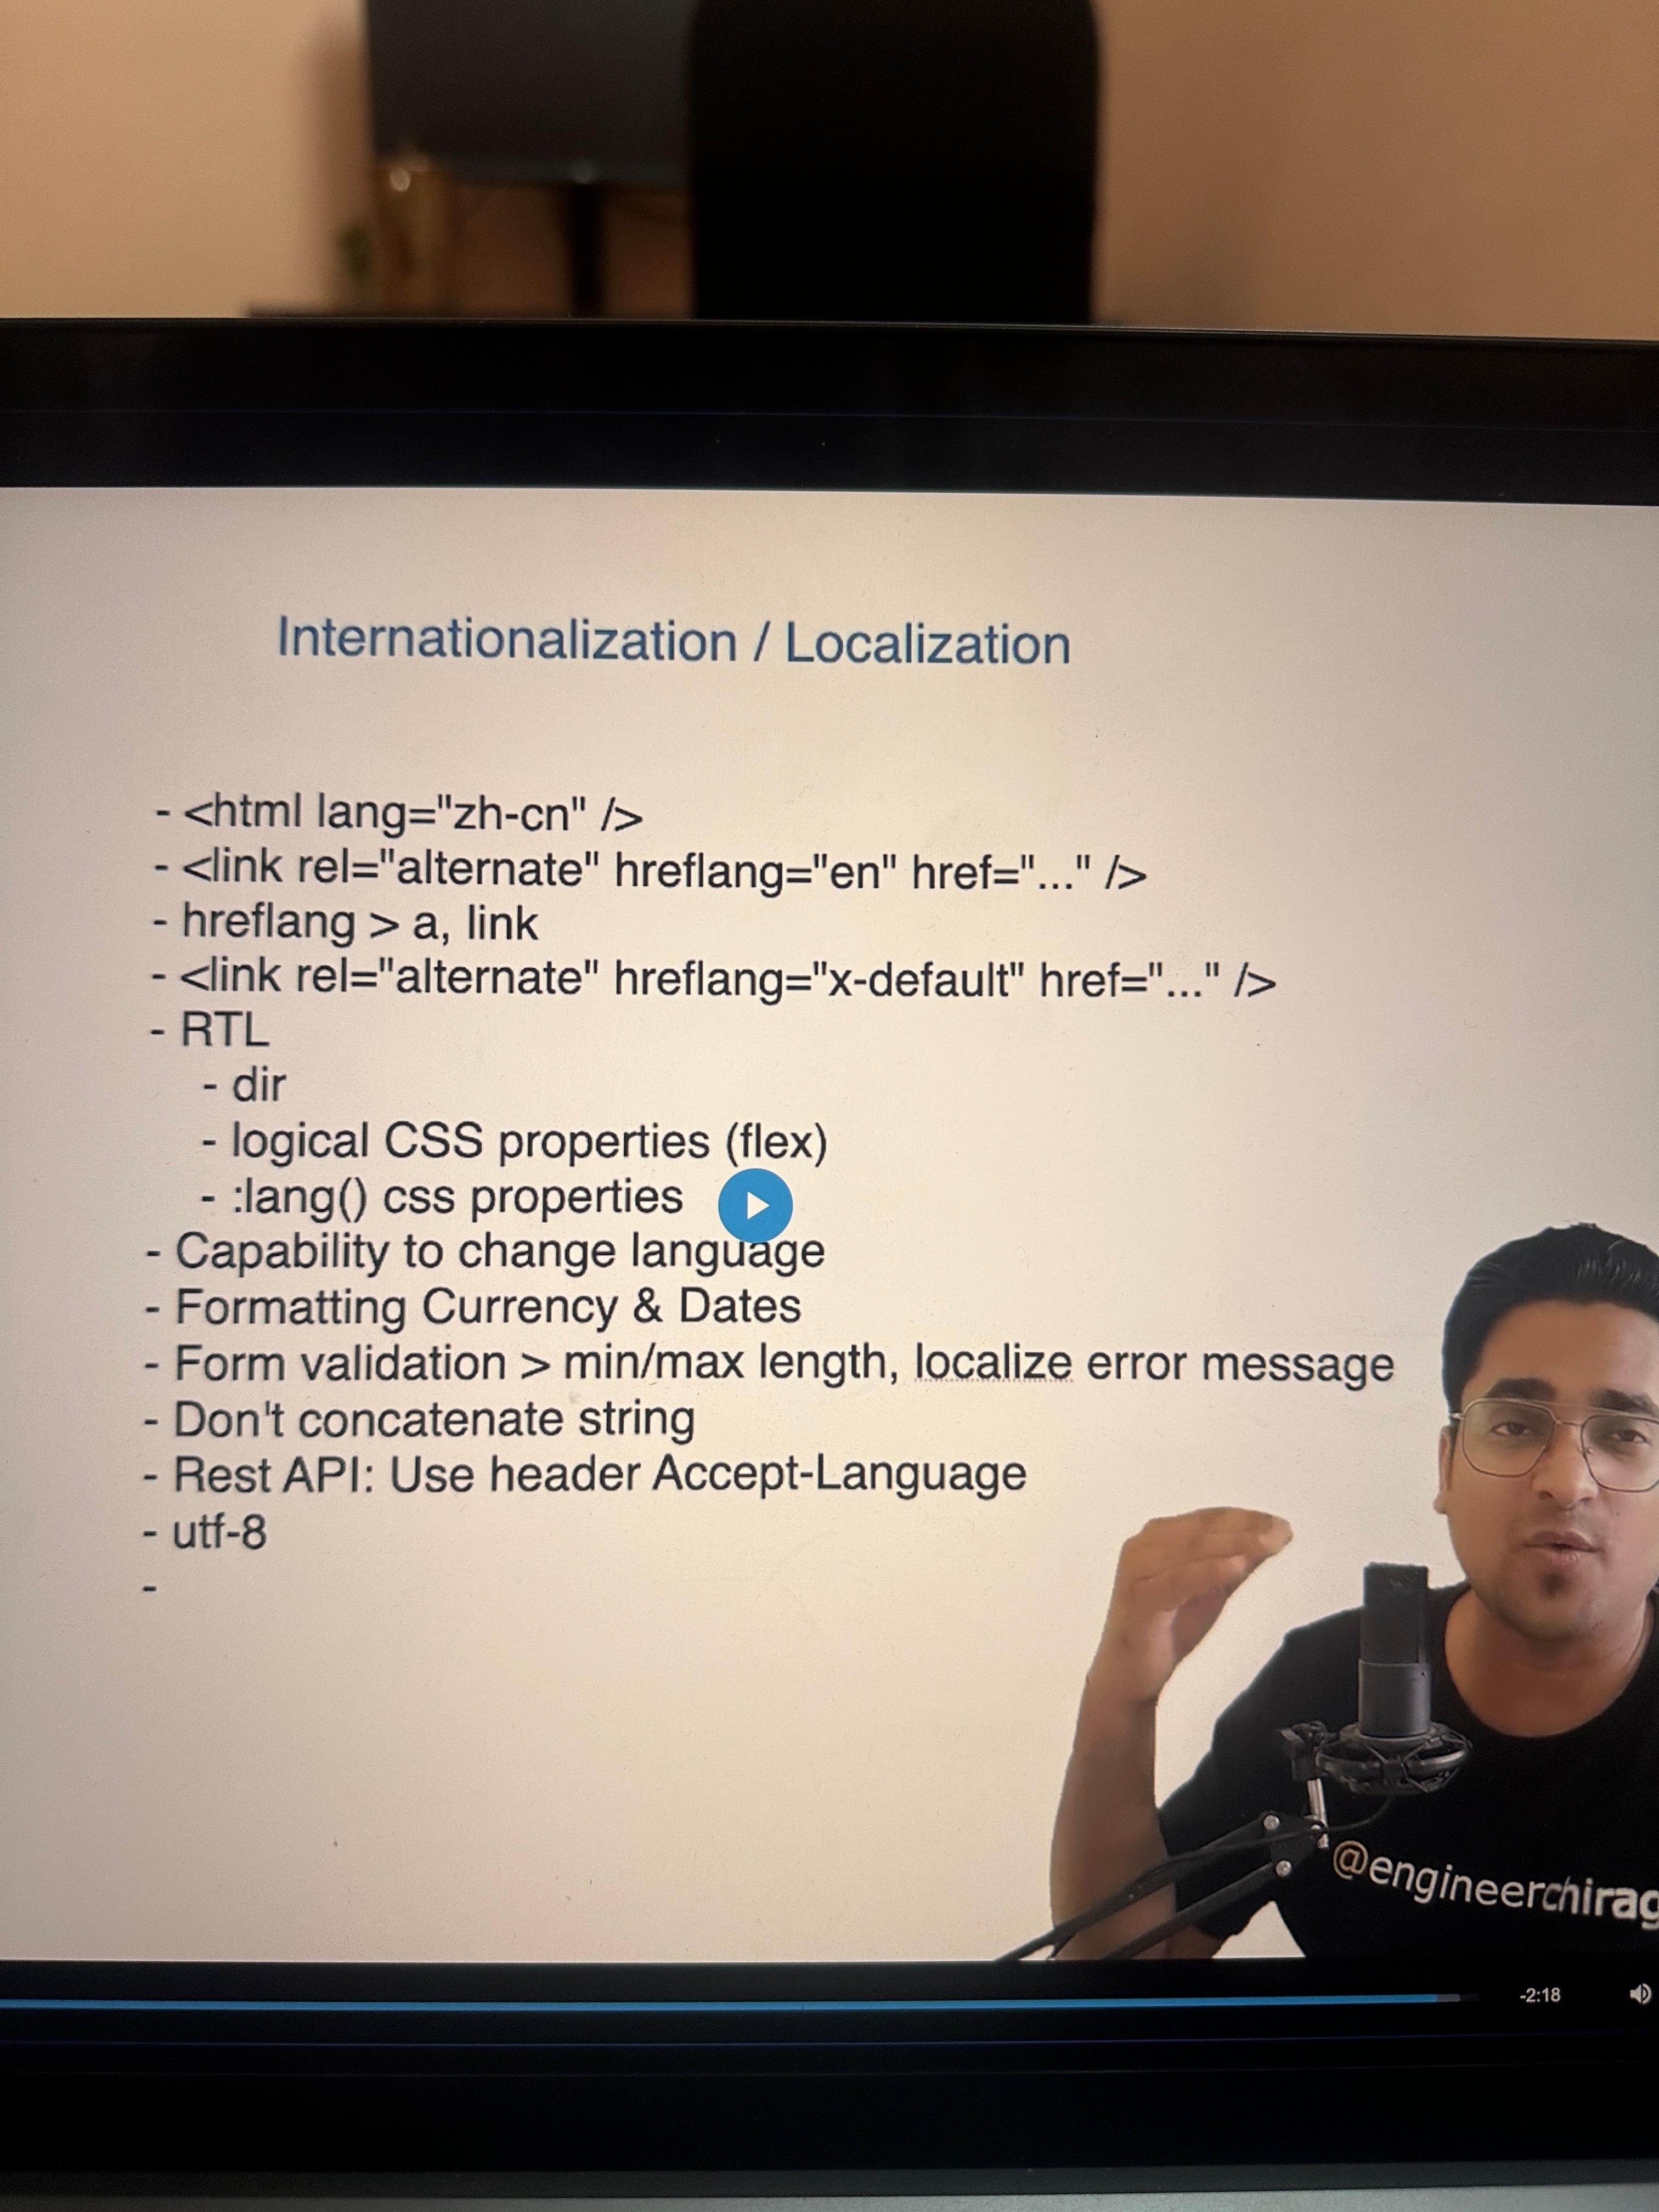 Internationalization / Localization
- <html lang="zh-cn" />
- <link rel="alternate" hreflang="en" href="..." />
- hreflang > a, link
- <link rel="alternate" hreflang="x-default" href="..." />
- RTL
- dir
- logical CSS properties (flex)
- :lang() css properties
- Capability to change language
- Formatting Currency & Dates
- Form validation > min/max length, localize error message
- Don't concatenate string
- Rest API: Use header Accept-Language
- utf-8
-
@engineerchirag
-2:18